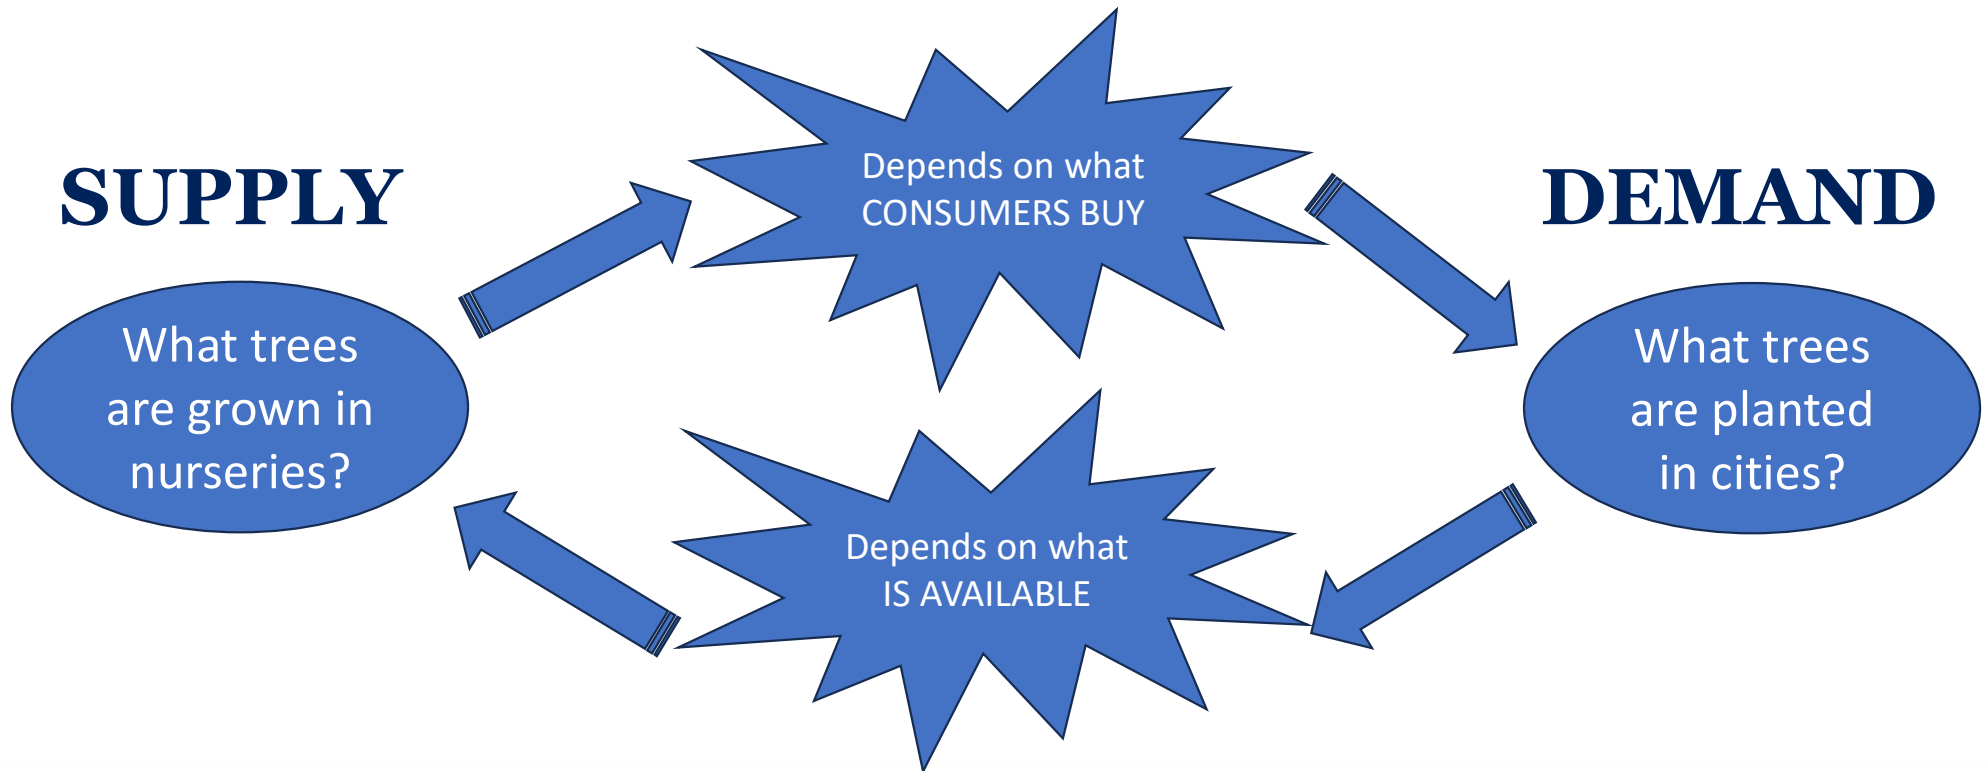 SUPPLY
What trees
are grown in
nurseries?
Depends on what
CONSUMERS BUY
DEMAND
What trees
are planted
in cities?
Depends on what
IS AVAILABLE